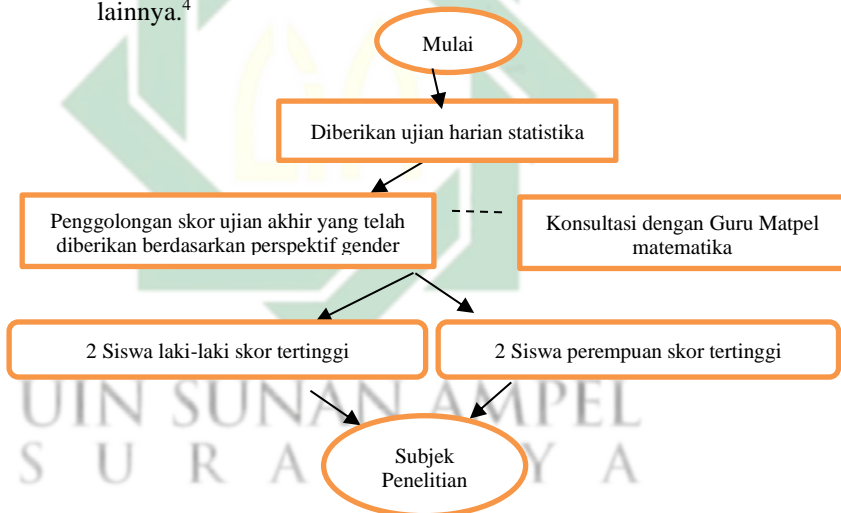 lainnya.4
Mulai
Diberikan ujian harian statistika
Penggolongan skor ujian akhir yang telah
diberikan berdasarkan perspektif gender
Konsultasi dengan Guru Matpel
matematika
2 Siswa laki-laki skor tertinggi
2 Siswa perempuan skor tertinggi
UIN SUNAN AMPEL
Subjek
Penelitian